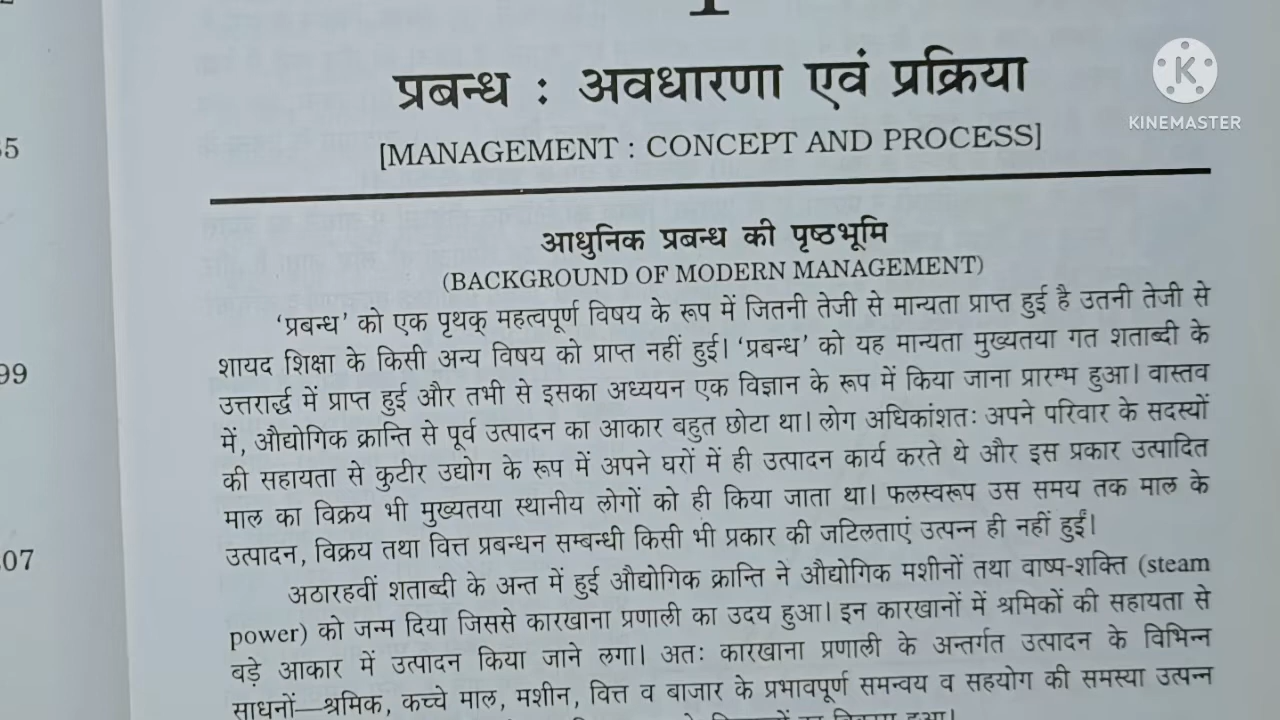 प्रबन्ध : अवधारणा एवं प्रक्रिया
[MANAGEMENT : CONCEPT AND PROCESS]
KINEMASTER
आधुनिक प्रबन्ध की पृष्ठभूमि
(BACKGROUND OF MODERN MANAGEMENT)
‘प्रबन्ध’ को एक पृथक् महत्वपूर्ण विषय के रूप में जितनी तेजी से मान्यता प्राप्त हुई है उतनी तेजी से
शायद शिक्षा के किसी अन्य विषय को प्राप्त नहीं हुई। ‘प्रबन्ध’ को यह मान्यता मुख्यतया गत शताब्दी के
उत्तरार्द्ध में प्राप्त हुई और तभी से इसका अध्ययन एक विज्ञान के रूप में किया जाना प्रारम्भ हुआ। वास्तव
में, औद्योगिक क्रान्ति से पूर्व उत्पादन का आकार बहुत छोटा था। लोग अधिकांशतः अपने परिवार के सदस्यों
की सहायता से कुटीर उद्योग के रूप में अपने घरों में ही उत्पादन कार्य करते थे और इस प्रकार उत्पादित
माल का विक्रय भी मुख्यतया स्थानीय लोगों को ही किया जाता था। फलस्वरूप उस समय तक माल के
उत्पादन, विक्रय तथा वित्त प्रबन्धन सम्बन्धी किसी भी प्रकार की जटिलताएं उत्पन्न ही नहीं हुईं।
अठारहवीं शताब्दी के अन्त में हुई औद्योगिक क्रान्ति ने औद्योगिक मशीनों तथा वाष्प-शक्ति (steam
power) को जन्म दिया जिससे कारखाना प्रणाली का उदय हुआ। इन कारखानों में श्रमिकों की सहायता से
बड़े आकार में उत्पादन किया जाने लगा। अतः कारखाना प्रणाली के अन्तर्गत उत्पादन के विभिन्न
साधनों—श्रमिक, कच्चे माल, मशीन, वित्त व बाजार के प्रभावपूर्ण समन्वय व सहयोग की समस्या उत्पन्न
99
07